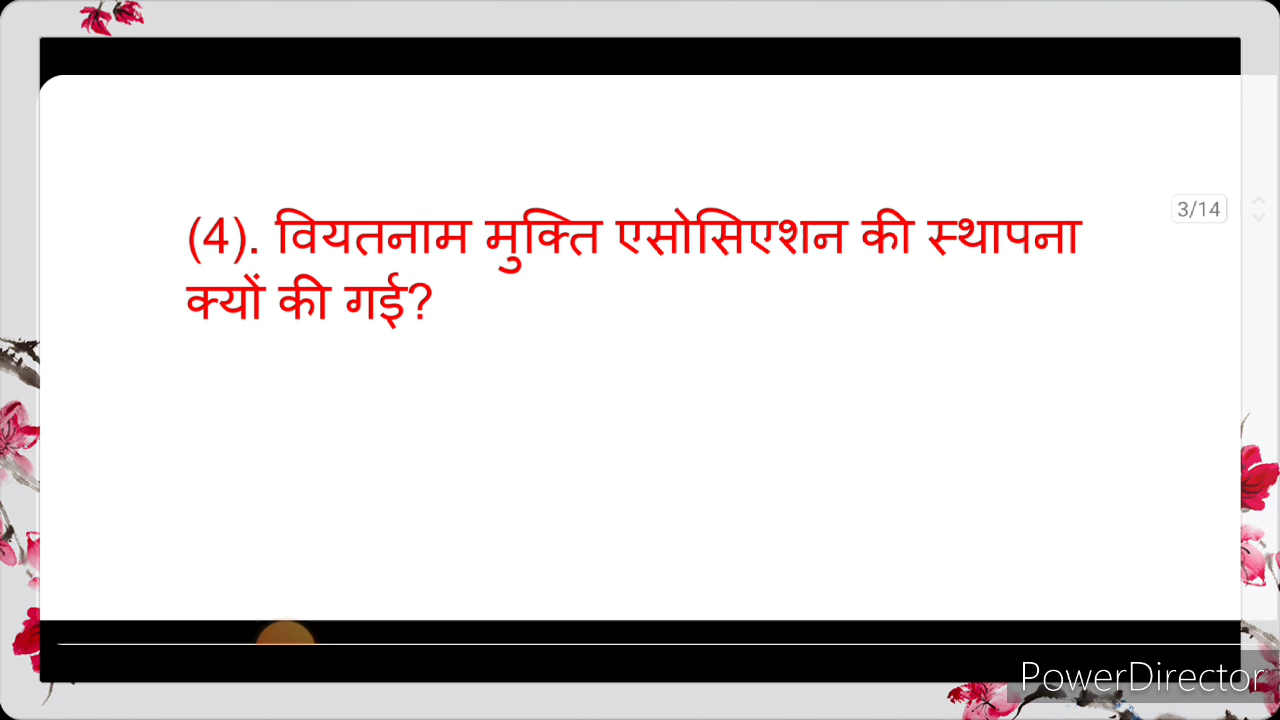 3/14
(4). वियतनाम मुक्ति एसोसिएशन की स्थापना
क्यों की गई?
PowerDirector